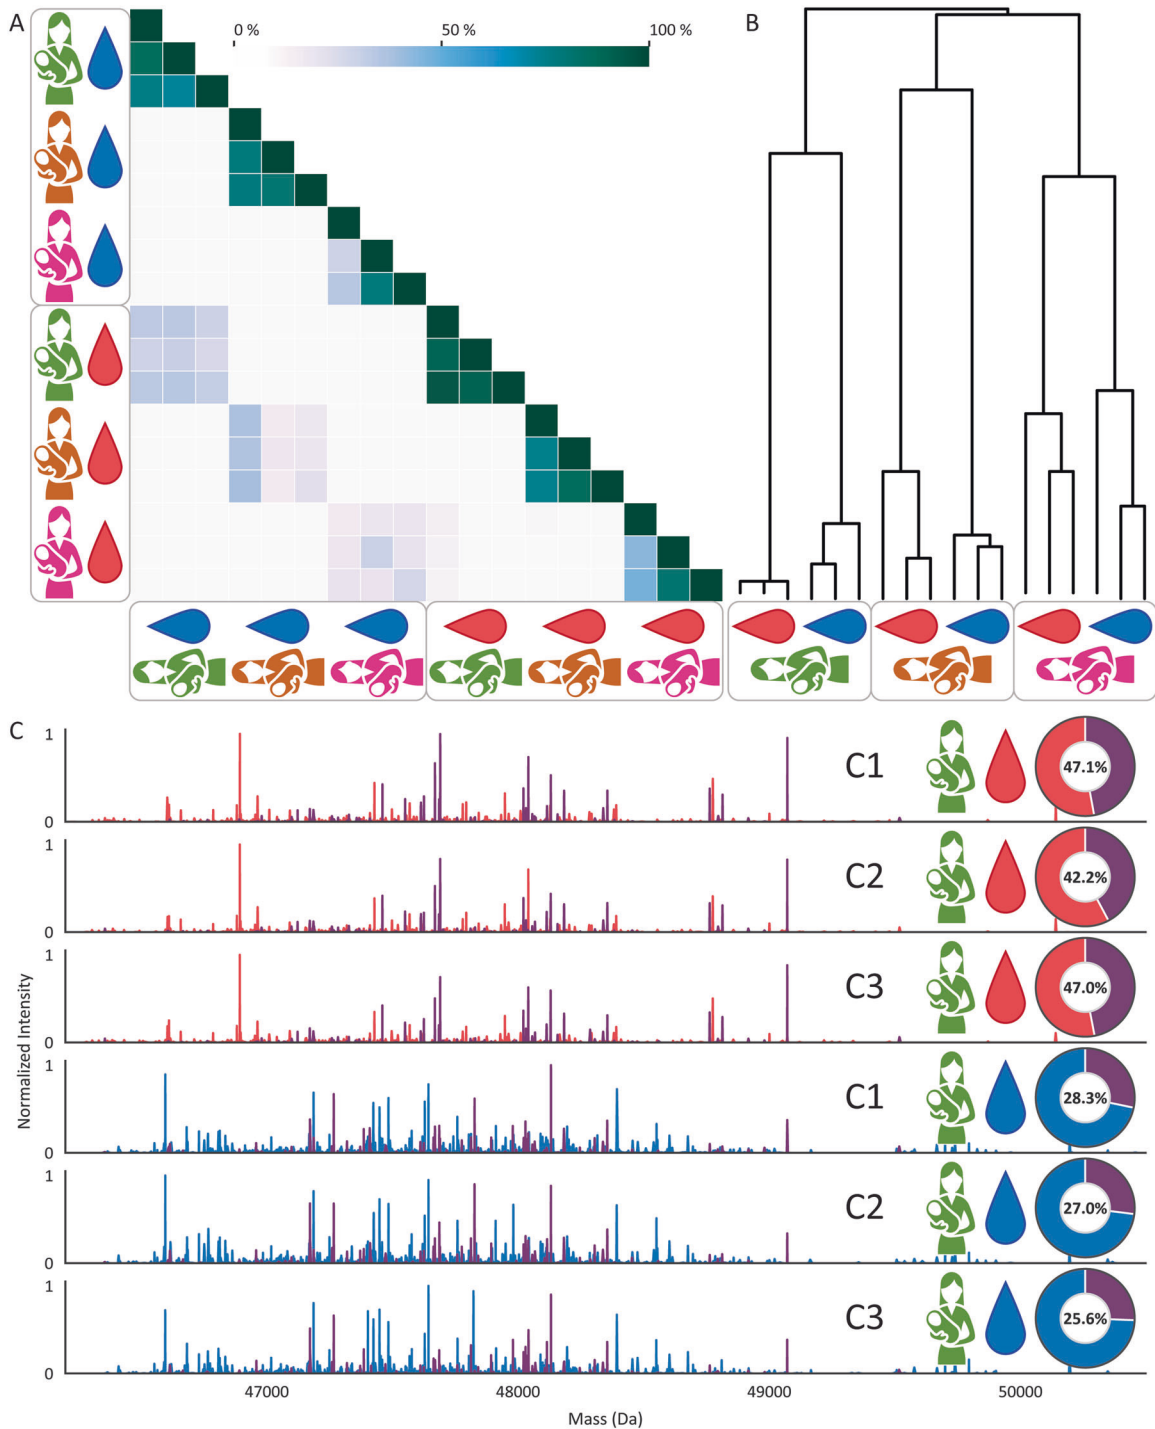 A
0 %
50 %
100 %
B
C
1
0
C1
47.1%
1
0
C2
42.2%
1
0
C3
47.0%
Normalized Intensity
1
0
C1
28.3%
1
0
C2
27.0%
1
0
C3
25.6%
47000
48000
49000
50000
Mass (Da)